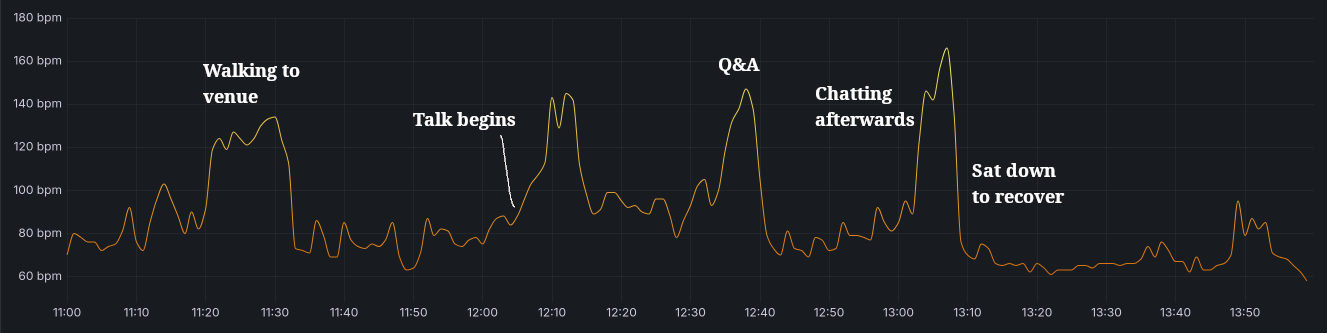 180 bpm
160 bpm
140 bpm
120 bpm
100 bpm
80 bpm
60 bpm
Walking to
venue
Talk begins
Q&A
Chatting
afterwards
Sat down
to recover
11:00 11:10 11:20 11:30 11:40 11:50 12:00 12:10 12:20 12:30 12:40 12:50 13:00 13:10 13:20 13:30 13:40 13:50